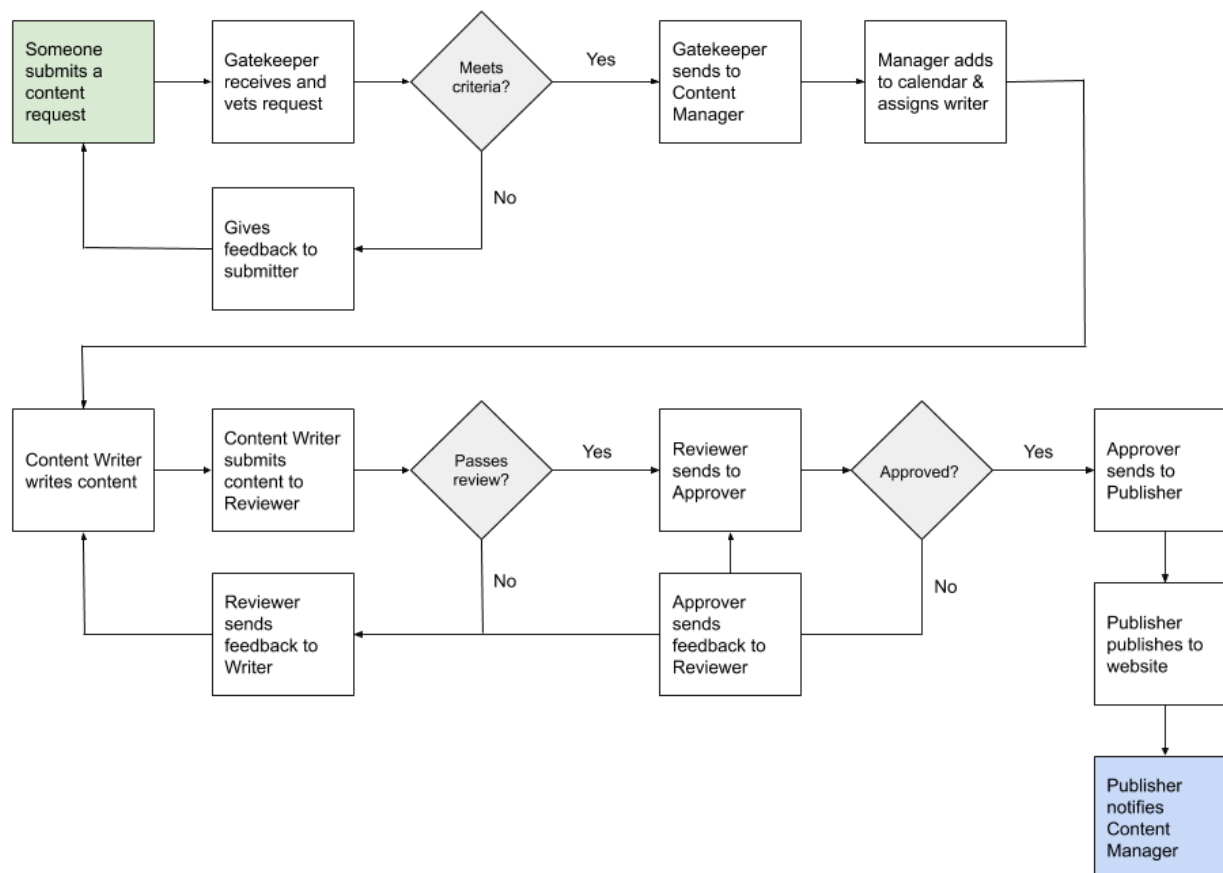 Someone
submits a
content
request
Gatekeeper
receives and
vets request
Meets
criteria?
Yes
Gatekeeper
sends to
Content
Manager
Manager adds
to calendar &
assigns writer
No
Gives
feedback to
submitter
Content Writer
writes content
Content Writer
submits
content to
Reviewer
Passes
review?
Yes
Reviewer
sends to
Approver
Approved?
Yes
Approver
sends to
Publisher
No
No
Reviewer
sends
feedback to
Writer
Approver
sends
feedback to
Reviewer
Publisher
publishes to
website
Publisher
notifies
Content
Manager